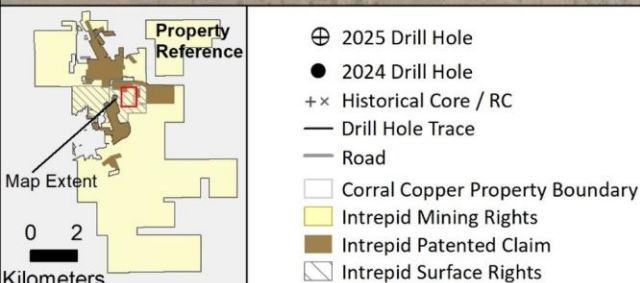 Property
Reference
Map Extent
0 2
Kilometers
2025 Drill Hole
2024 Drill Hole
Historical Core / RC
Drill Hole Trace
Road
Corral Copper Property Boundary
Intrepid Mining Rights
Intrepid Patented Claim
Intrepid Surface Rights